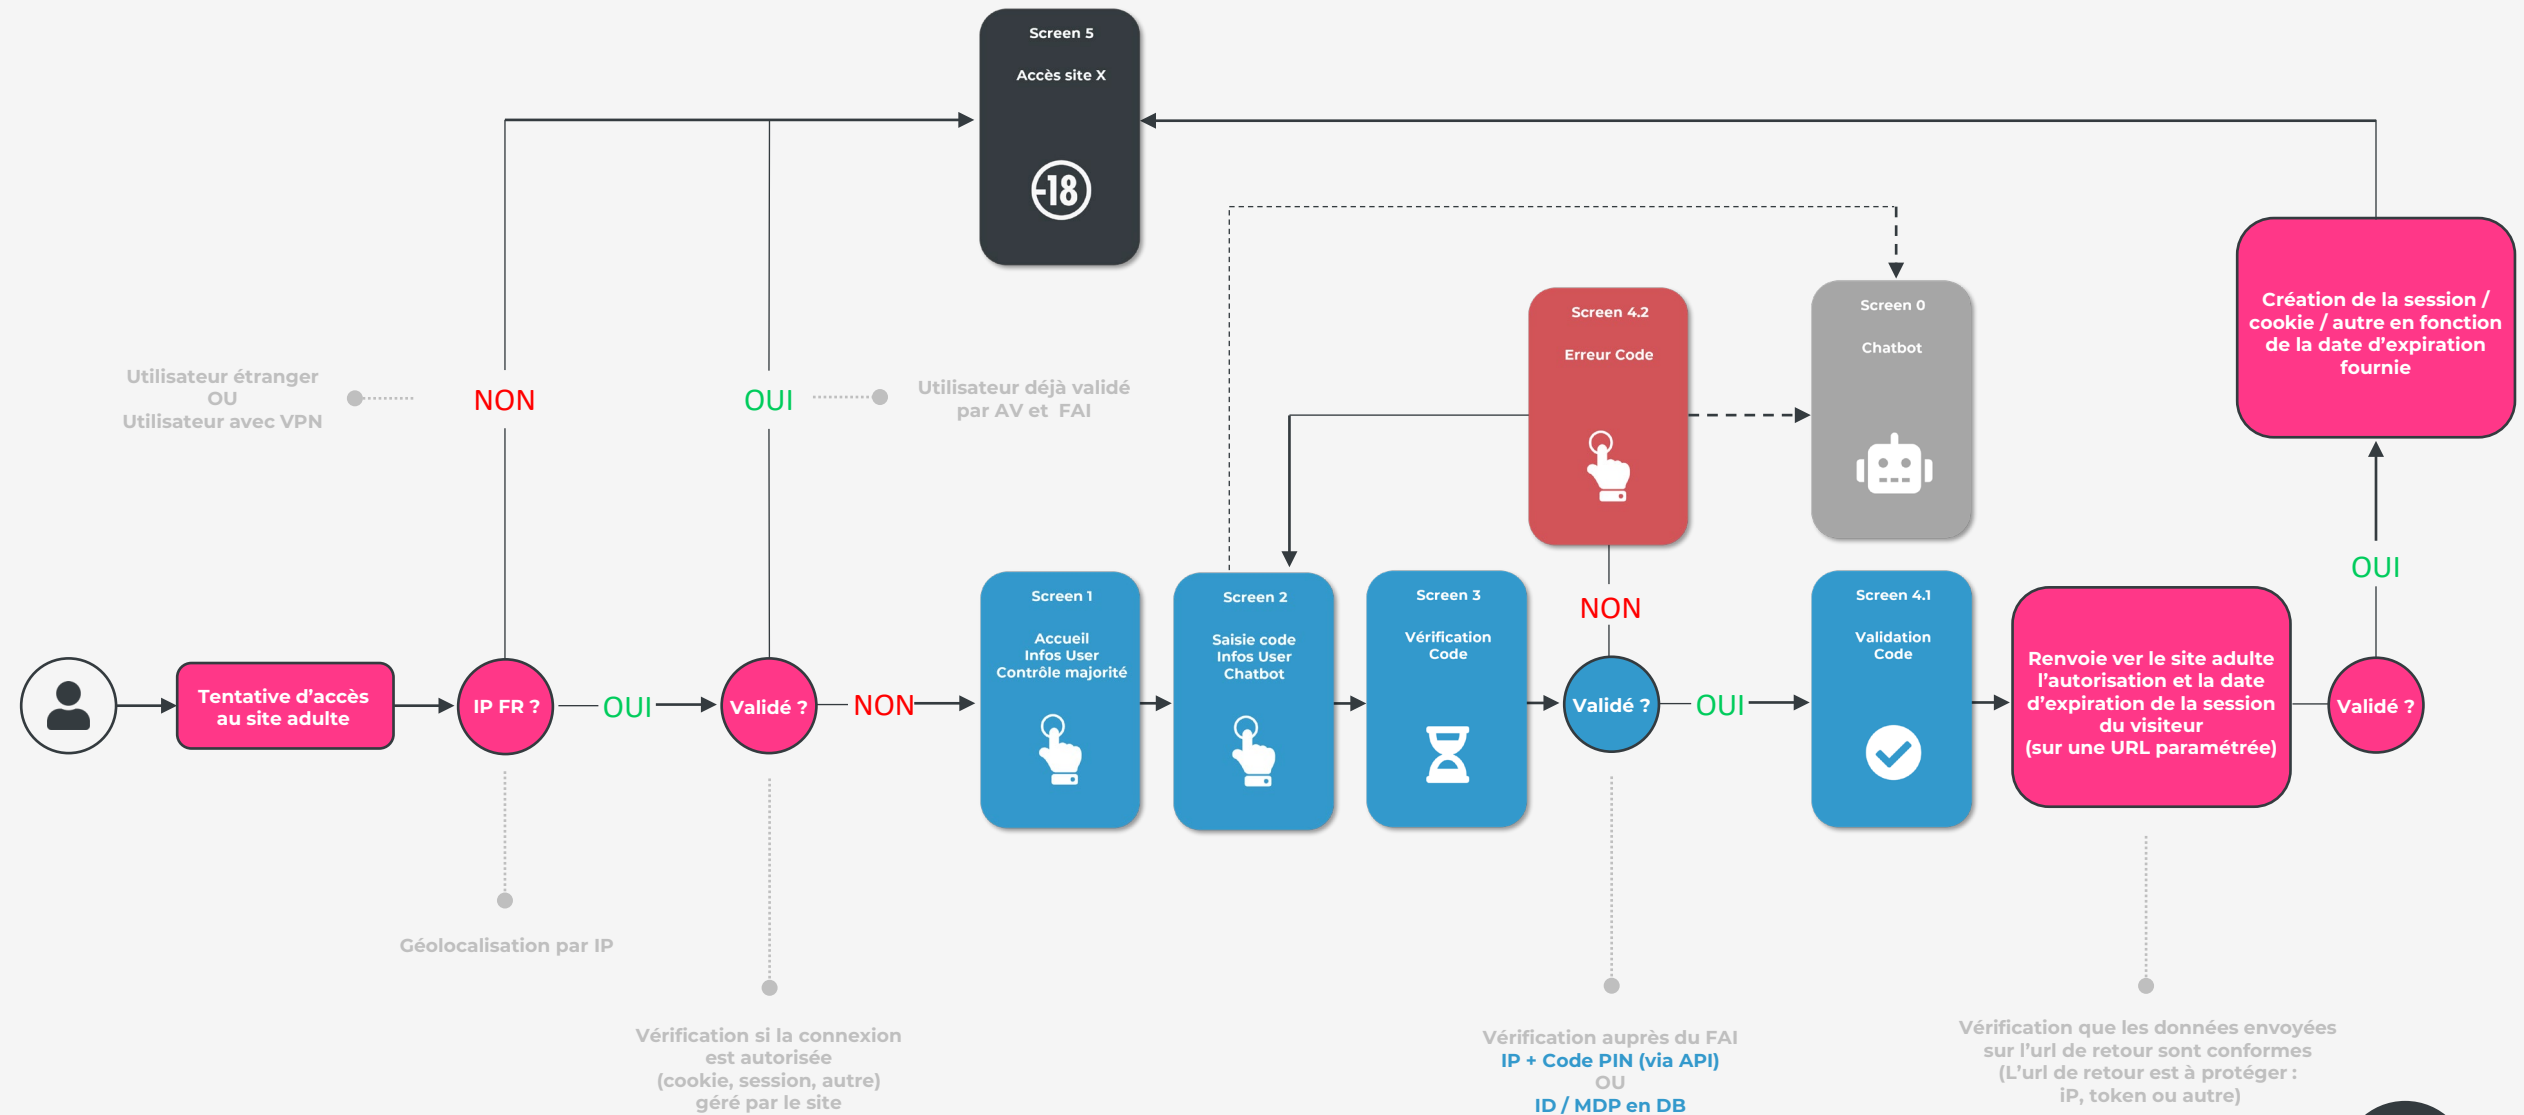 Screen 5
Accès site X
-18
Screen 4.2
Erreur Code
Screen 0
Chatbot
Création de la session /
cookie / autre en fonction
de la date d'expiration
fournie
Utilisateur étranger
OU
Utilisateur avec VPN
NON
OUI
Utilisateur déjà validé
par AV et FAI
OUI
NON
Tentative d'accès
au site adulte
IP FR ?
OUI
Validé ?
NON
Screen 1
Accueil
Infos User
Contrôle majorité
Screen 2
Saisie code
Infos User
Chatbot
Screen 3
Vérification
Code
Validé ?
OUI
Screen 4.1
Validation
Code
Renvoie ver le site adulte
l'autorisation et la date
d'expiration de la session
du visiteur
(sur une URL paramétrée)
Validé ?
Géolocalisation par IP
Vérification si la connexion
est autorisée
(cookie, session, autre)
géré par le site
Vérification auprès du FAI
IP + Code PIN (via API)
OU
ID / MDP en DB
Vérification que les données envoyées
sur l'url de retour sont conformes
(L'url de retour est à protéger :
iP, token ou autre)